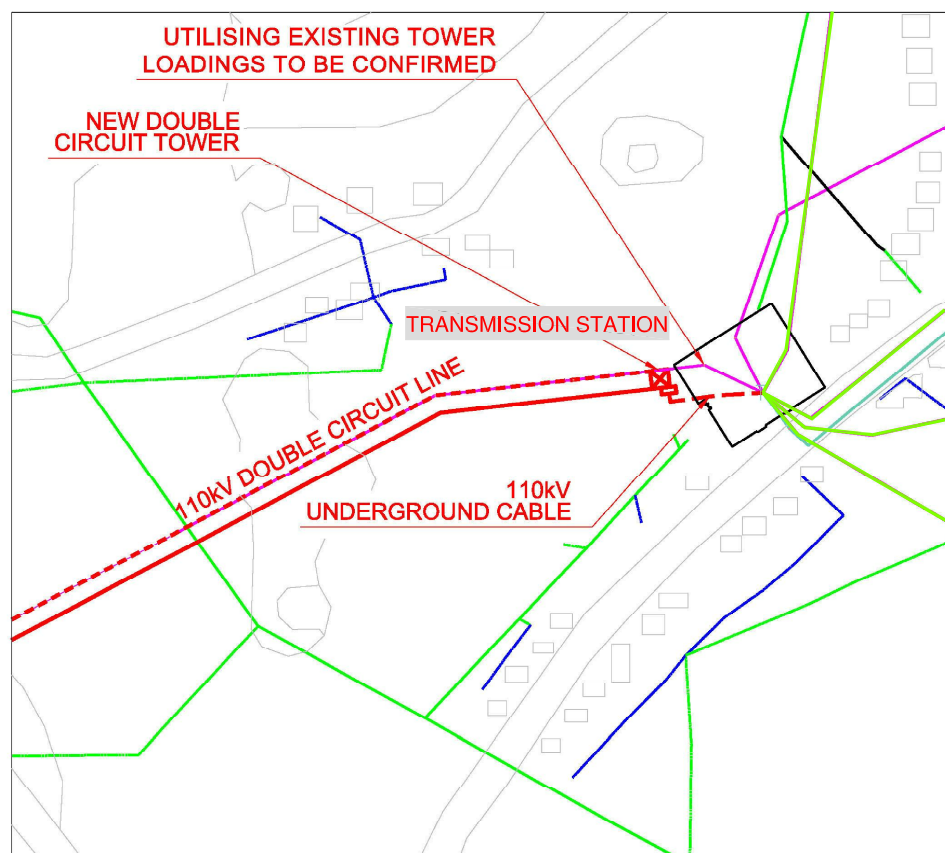 UTILISING EXISTING TOWER
LOADINGS TO BE CONFIRMED
NEW DOUBLE
CIRCUIT TOWER
TRANSMISSION STATION
110kV DOUBLE CIRCUIT LINE
110kV
UNDERGROUND CABLE